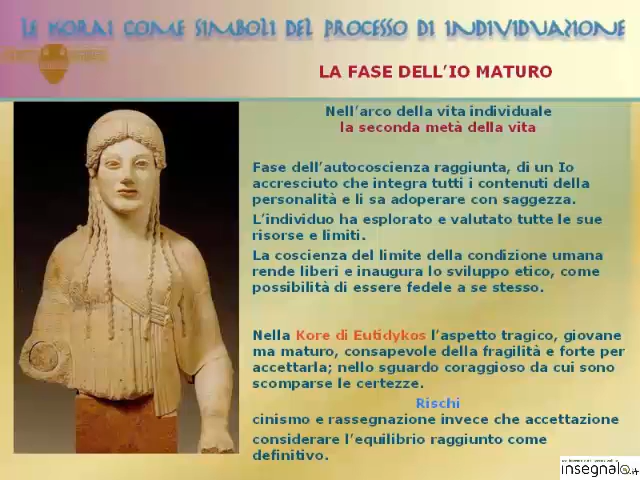 LE KORAI COME SIMBOLI DEL PROCESSO DI INDIVIDUAZIONE
LA FASE DELL'IO MATURO
Nell'arco della vita individuale
la seconda metà della vita
Fase dell'autocoscienza raggiunta, di un Io
accresciuto che integra tutti i contenuti della
personalità e li sa adoperare con saggezza.
L'individuo ha esplorato e valutato tutte le sue
risorse e limiti.
La coscienza del limite della condizione umana
rende liberi e inaugura lo sviluppo etico, come
possibilità di essere fedele a se stesso.
Nella Kore di Eutidykos l'aspetto tragico, giovane
ma maturo, consapevole della fragilità e forte per
accettarla; nello sguardo coraggioso da cui sono
scomparse le certezze.
Rischi
cinismo e rassegnazione invece che accettazione
considerare l'equilibrio raggiunto come
definitivo.
insegnalo.it